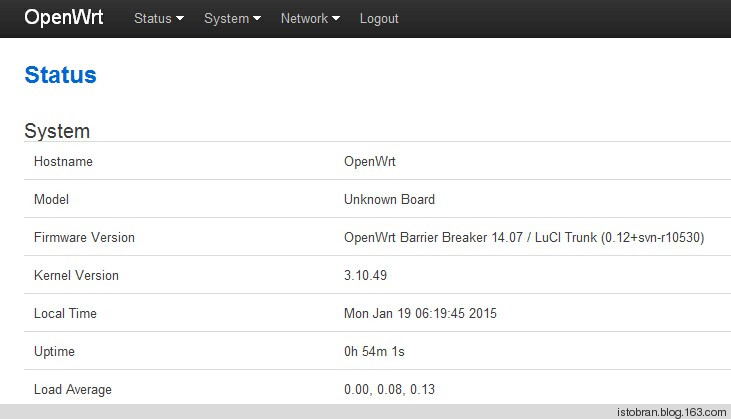 OpenWrt Status System Network Logout
Status
System
Hostname OpenWrt
Model Unknown Board
Firmware Version OpenWrt Barrier Breaker 14.07 / LuCI Trunk (0.12+svn-r10530)
Kernel Version 3.10.49
Local Time Mon Jan 19 06:19:45 2015
Uptime 0h 54m 1s
Load Average 0.00, 0.08, 0.13
istobran.blog.163.com